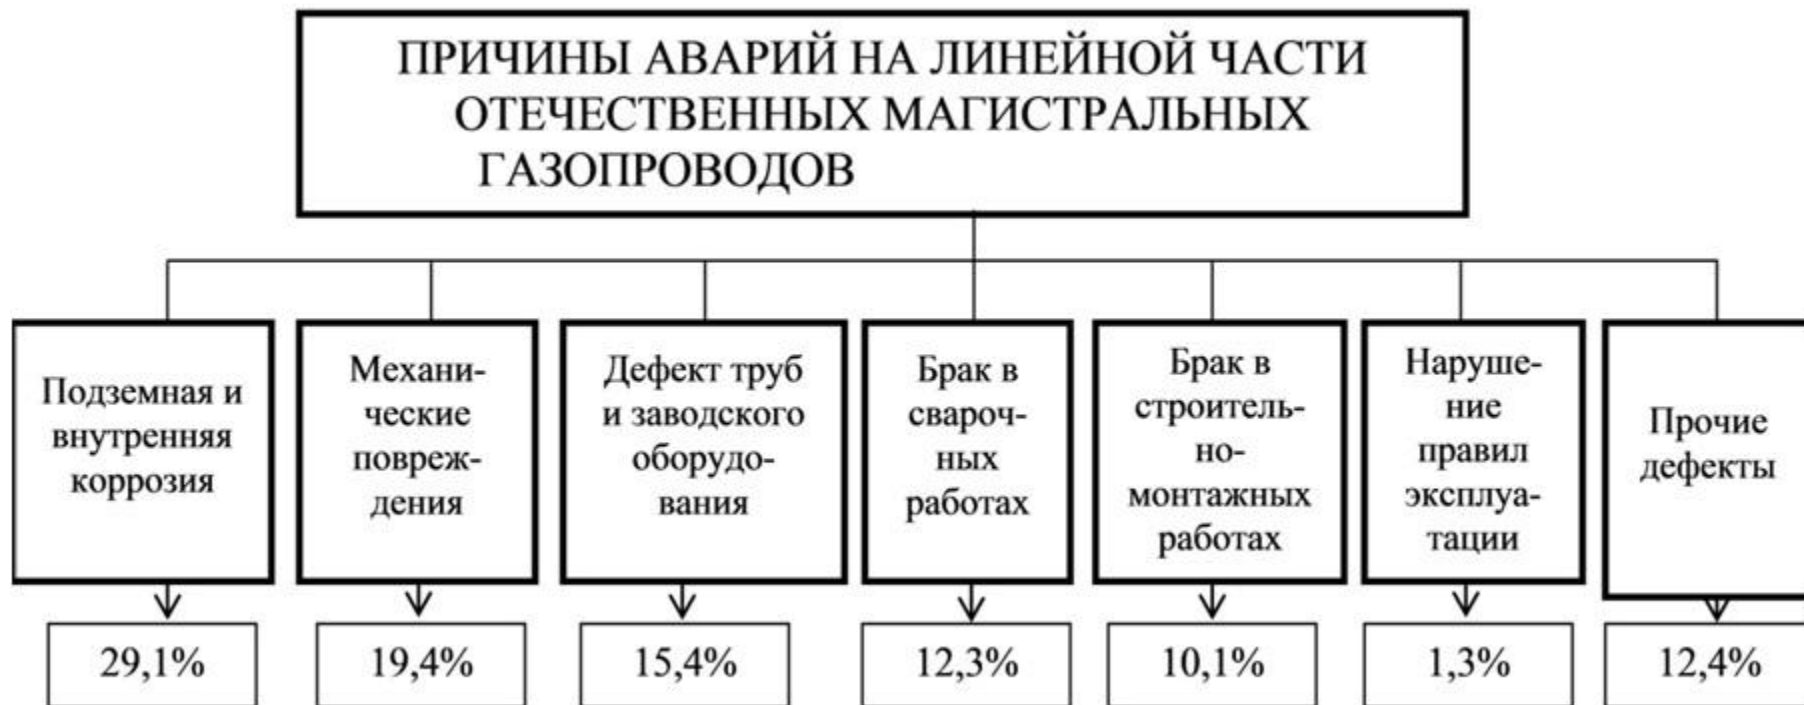 ПРИЧИНЫ АВАРИЙ НА ЛИНЕЙНОЙ ЧАСТИ
ОТЕЧЕСТВЕННЫХ МАГИСТРАЛЬНЫХ
ГАЗОПРОВОДОВ
Подземная и
внутренняя
коррозия
Механи-
ческие
повреж-
дения
Дефект труб
и заводского
оборудо-
вания
Брак в
свароч-
ных
работах
Брак в
строитель-
но-
монтажных
работах
Наруше-
ние
правил
эксплуа-
тации
Прочие
дефекты
29,1%
19,4%
15,4%
12,3%
10,1%
1,3%
12,4%